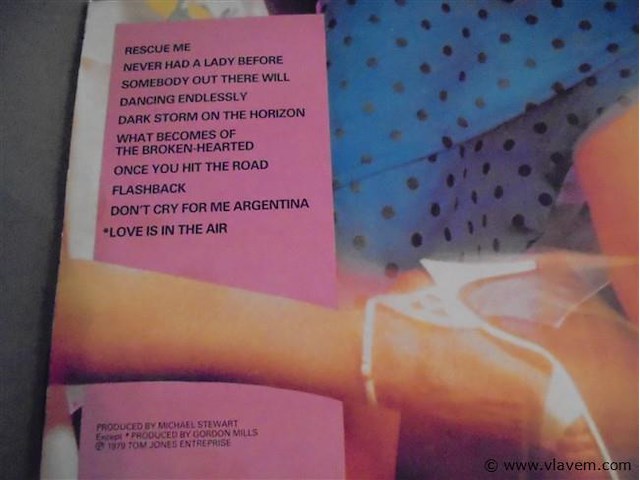 RESCUE ME
NEVER HAD A LADY BEFORE
SOMEBODY OUT THERE WILL
DANCING ENDLESSLY
DARK STORM ON THE HORIZON
WHAT BECOMES OF
THE BROKEN-HEARTED
ONCE YOU HIT THE ROAD
FLASHBACK
DON'T CRY FOR ME ARGENTINA
*LOVE IS IN THE AIR
PRODUCED BY MICHAEL STEWART
Except * PRODUCED BY GORDON MILLS
℗ 1979 TOM JONES ENTREPRISE
© www.vlavem.com